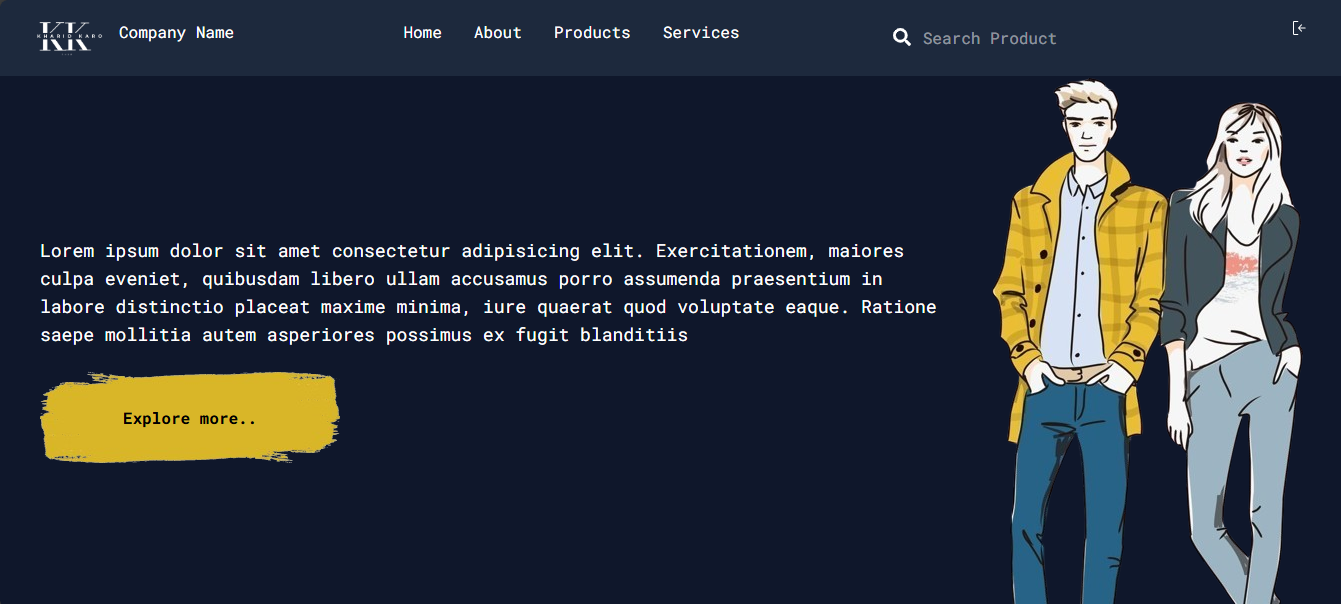 KK
KHARID KARO
Company Name
Home
About
Products
Services
Search Product
Lorem ipsum dolor sit amet consectetur adipisicing elit. Exercitationem, maiores
culpa eveniet, quibusdam libero ullam accusamus porro assumenda praesentium in
labore distinctio placeat maxime minima, iure quaerat quod voluptate eaque. Ratione
saepe mollitia autem asperiores possimus ex fugit blanditiis
Explore more..